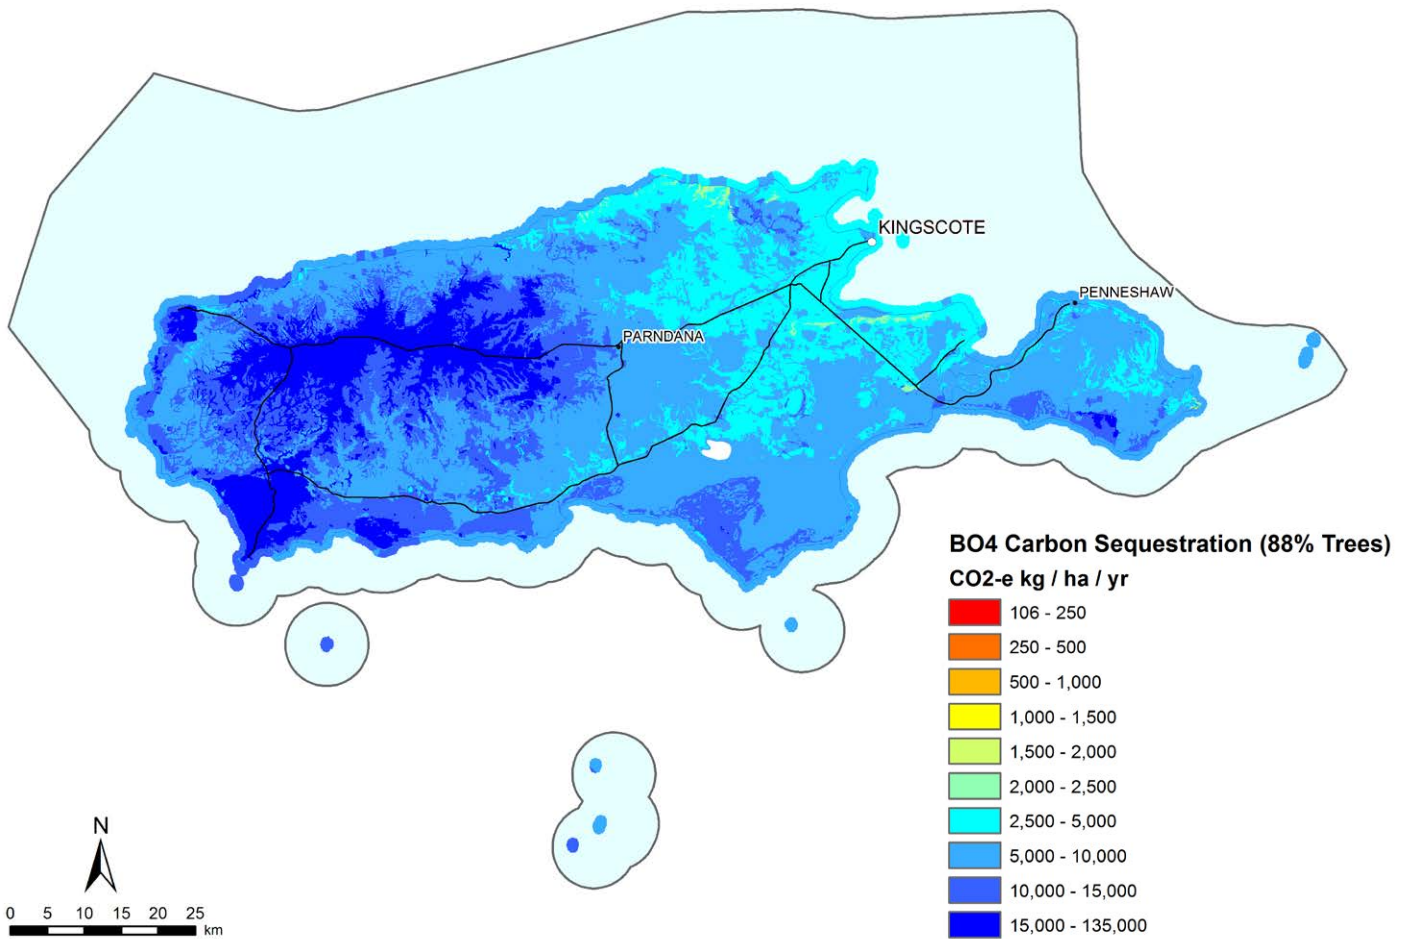 KINGSCOTE
PENNESHAW
PARNDANA
BO4 Carbon Sequestration (88% Trees)
CO2-e kg / ha / yr
106 - 250
250 - 500
500 - 1,000
1,000 - 1,500
1,500 - 2,000
2,000 - 2,500
2,500 - 5,000
5,000 - 10,000
10,000 - 15,000
15,000 - 135,000
N
0 5 10 15 20 25
km